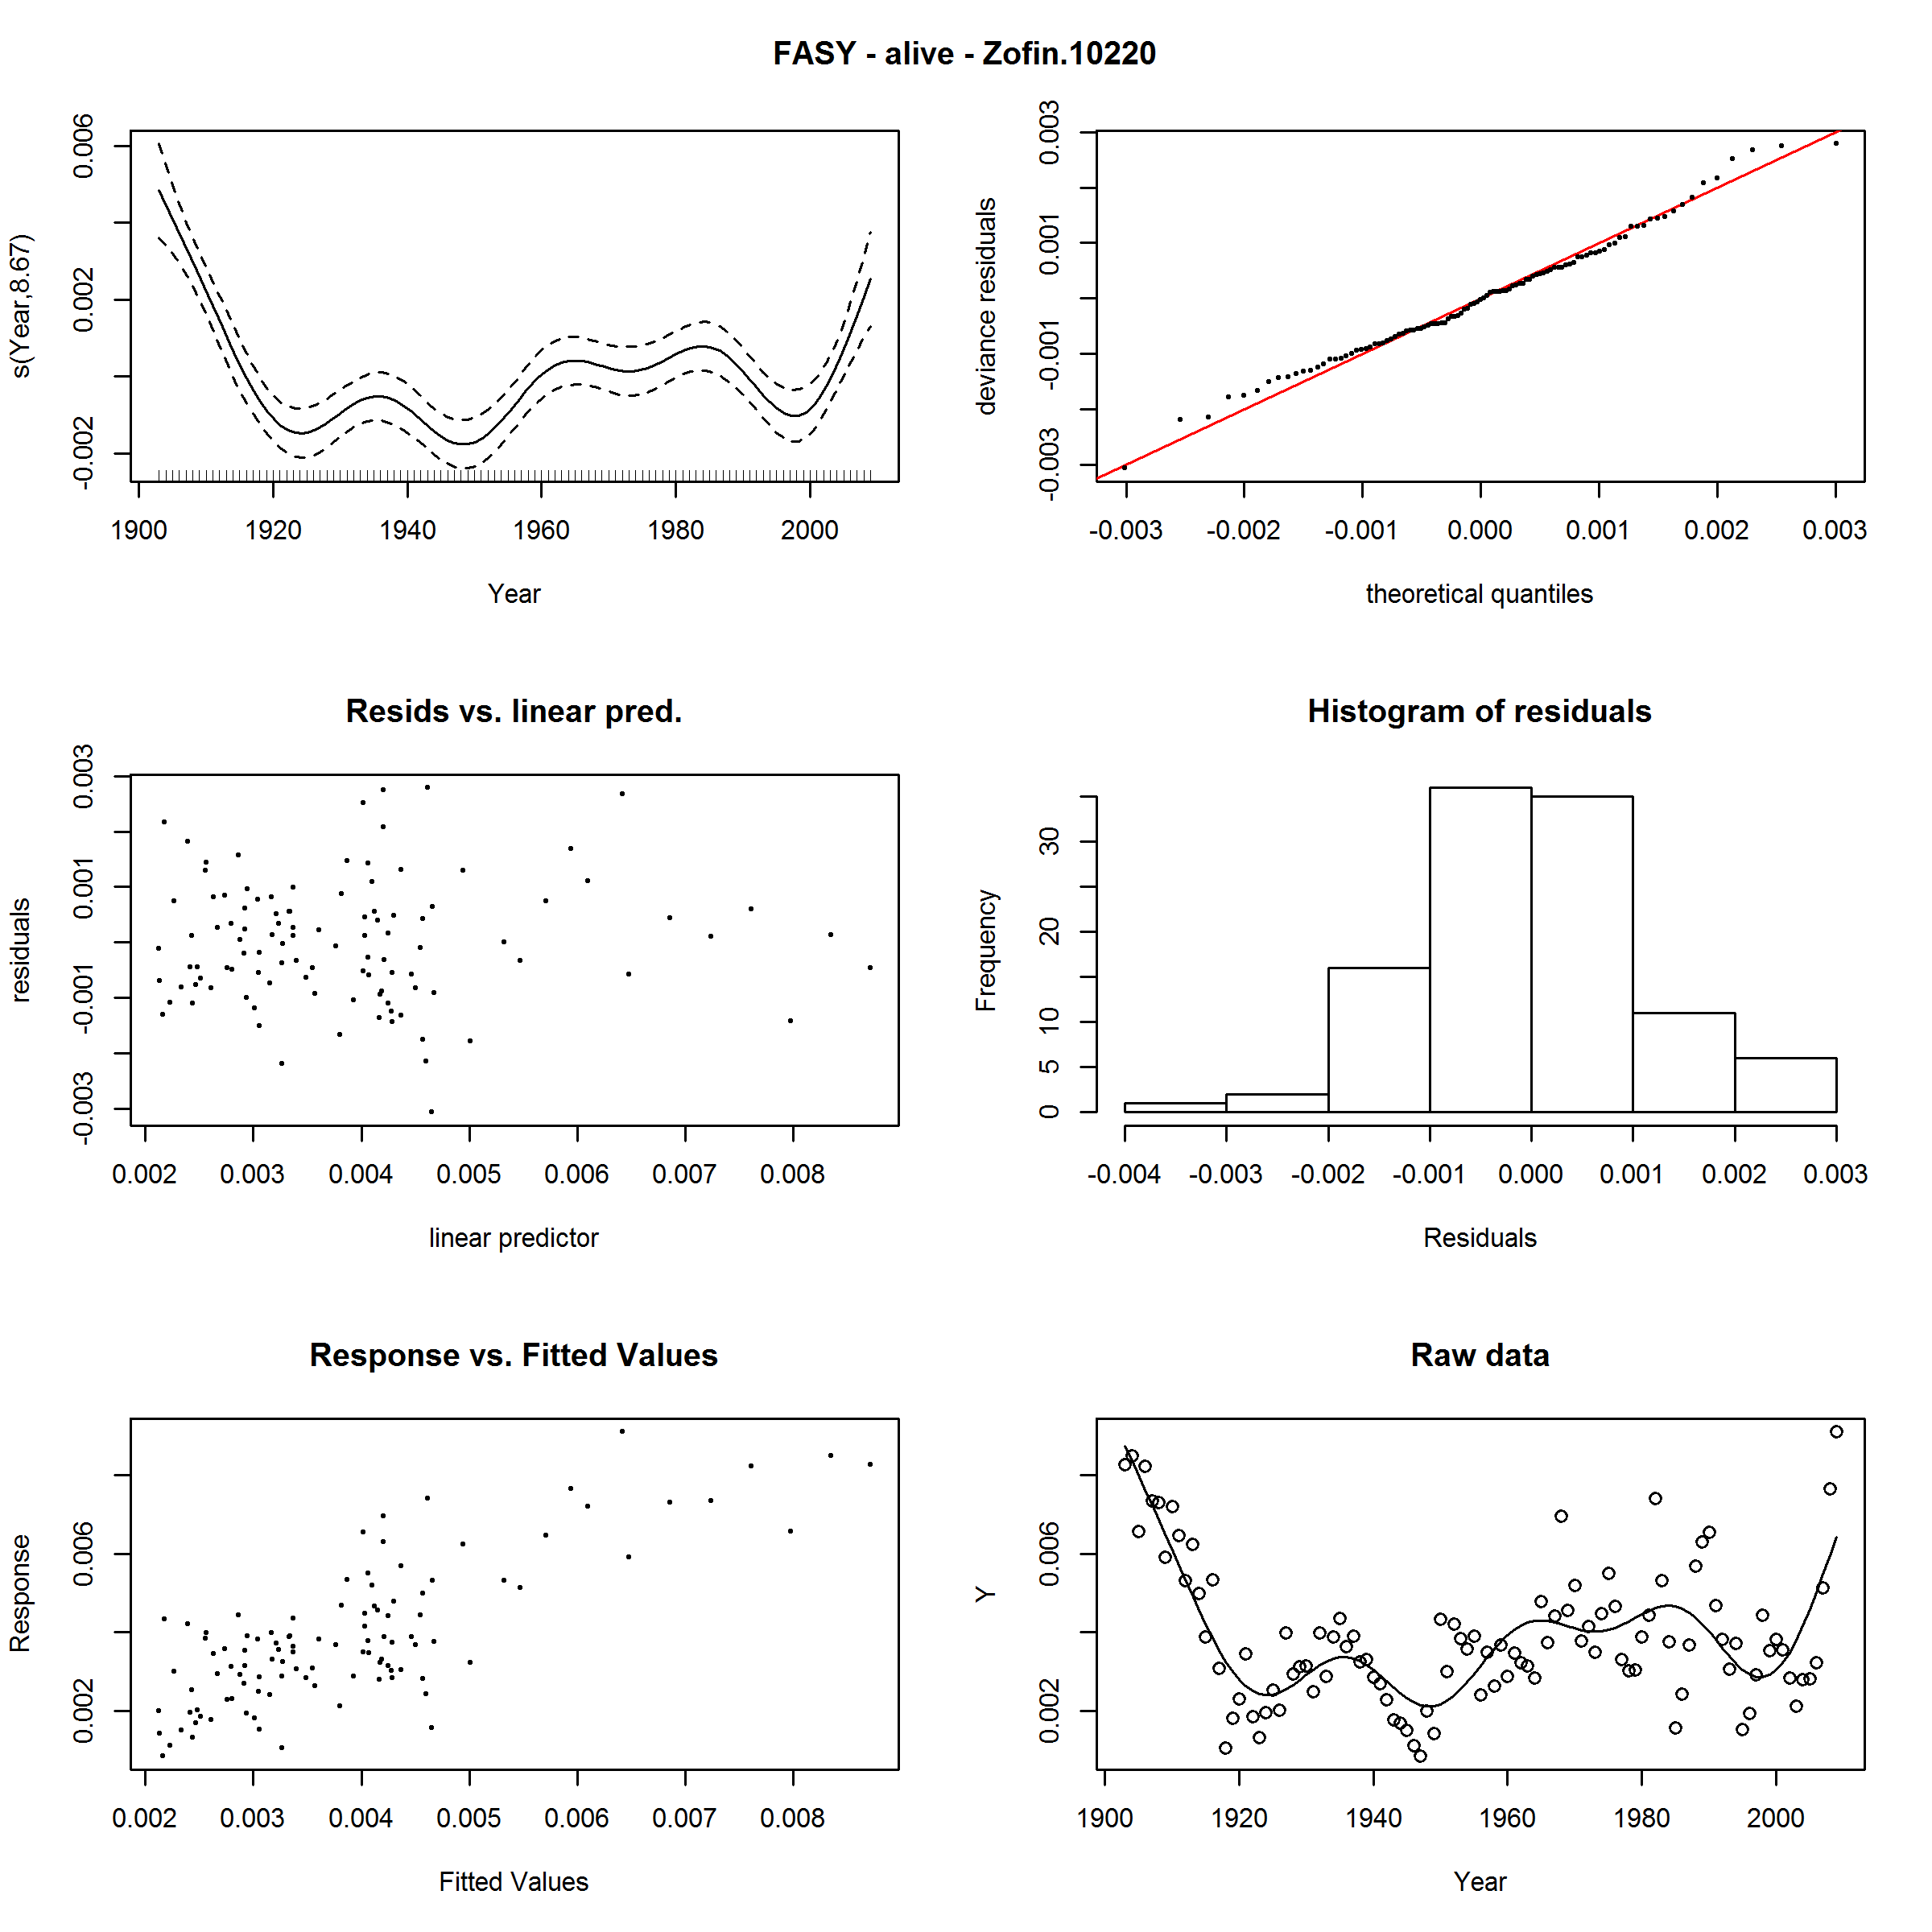 FASY - alive - Zofin.10220
s(Year,8.67)
-0.002 0.002 0.006
1900 1920 1940 1960 1980 2000
Year
deviance residuals
-0.003 -0.001 0.001 0.003
-0.003 -0.002 -0.001 0.000 0.001 0.002 0.003
theoretical quantiles
Resids vs. linear pred.
residuals
-0.003 -0.001 0.001 0.003
0.002 0.003 0.004 0.005 0.006 0.007 0.008
linear predictor
Histogram of residuals
Frequency
0 5 10 20 30
-0.004 -0.003 -0.002 -0.001 0.000 0.001 0.002 0.003
Residuals
Response vs. Fitted Values
Response
0.002 0.006
0.002 0.003 0.004 0.005 0.006 0.007 0.008
Fitted Values
Raw data
Y
0.002 0.006
1900 1920 1940 1960 1980 2000
Year